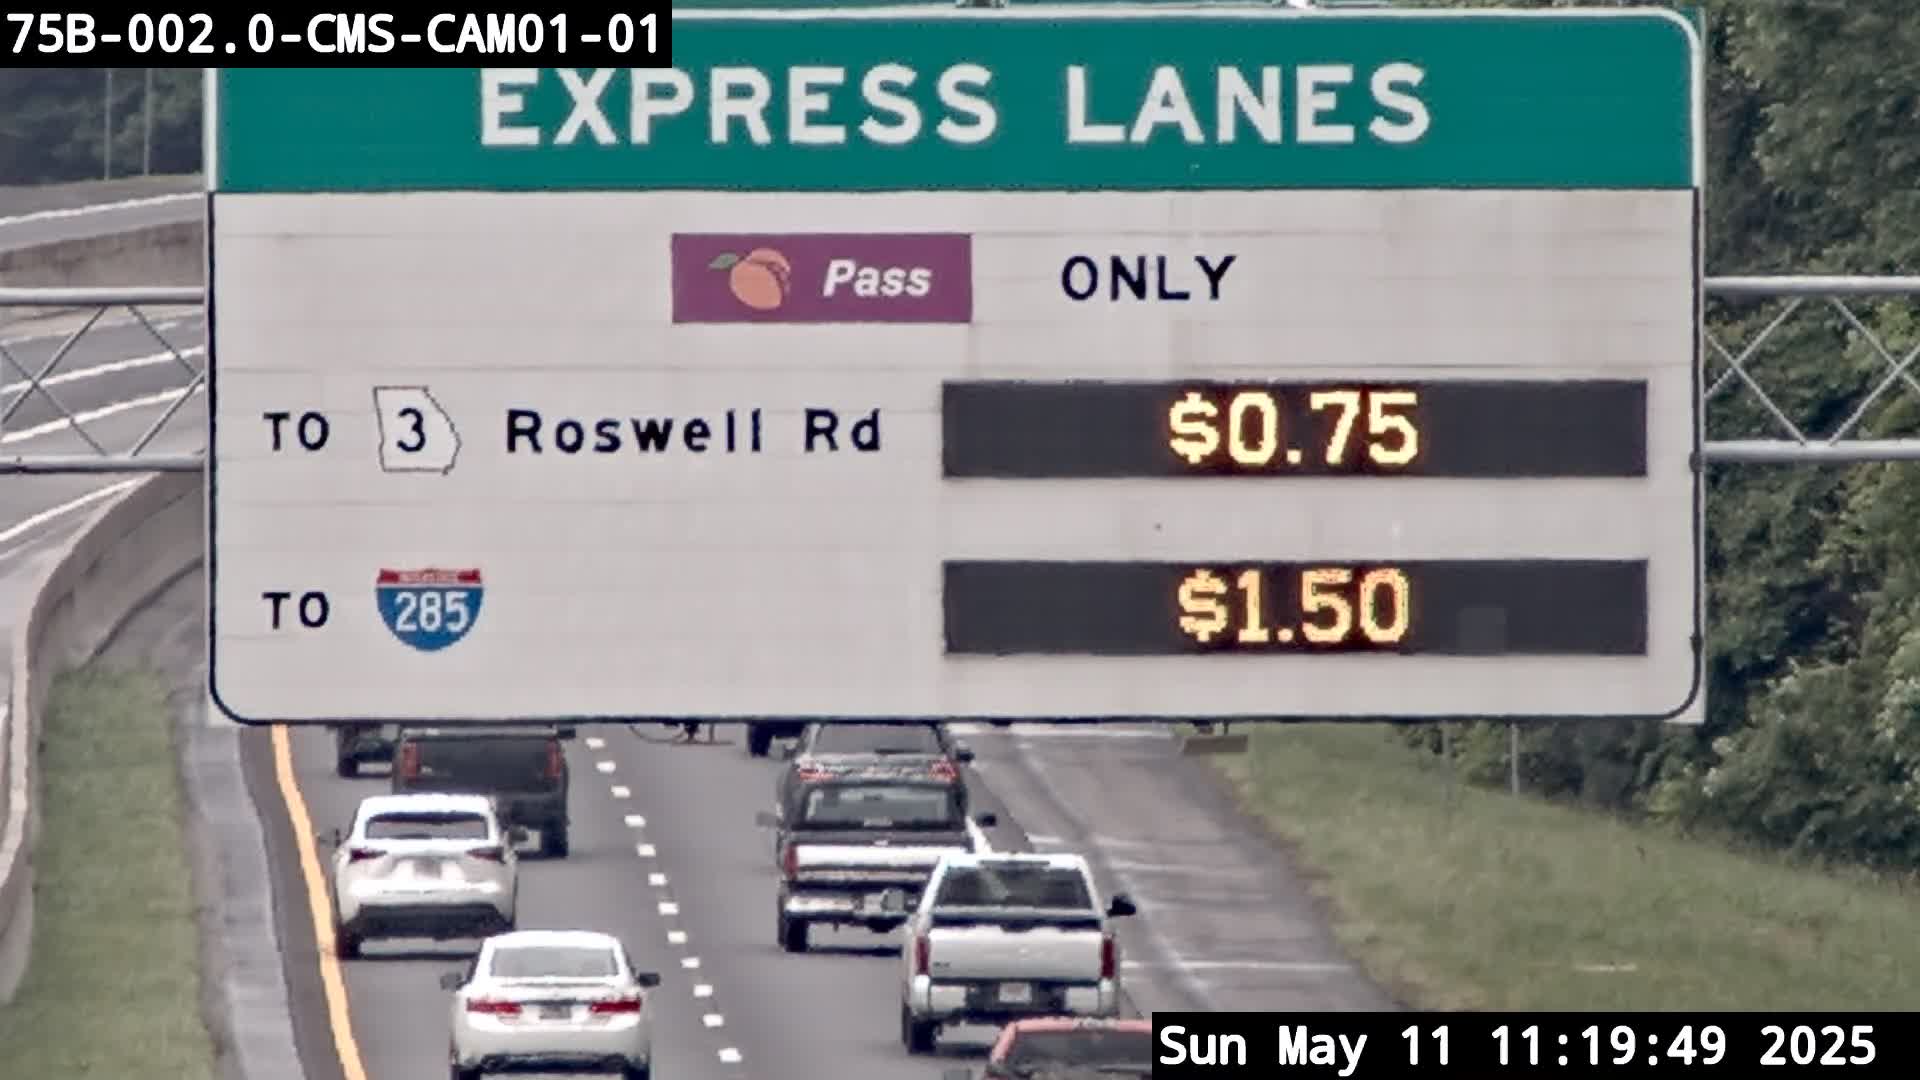 75B-002.0-CMS-CAM01-01
EXPRESS LANES
Pass ONLY
TO 3 Roswell Rd $0.75
TO 285 $1.50
Sun May 11 11:19:49 2025